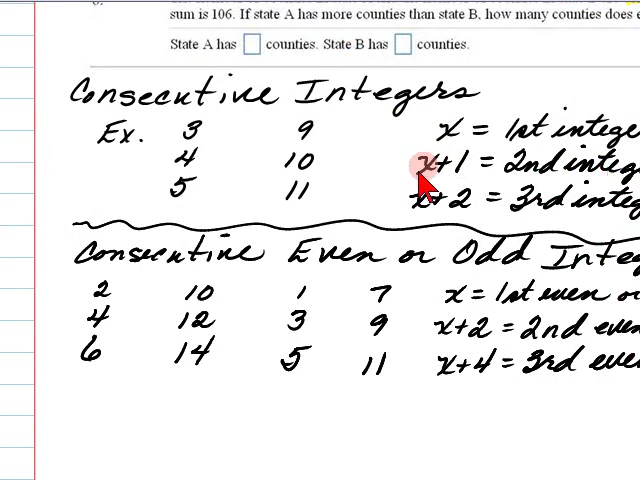 sum is 106. If state A has more counties than state B, how many counties does e
State A has counties. State B has counties.
Consecutive Integers
Ex. 3 9 x = 1st intege
4 10 x+1 = 2nd integ
5 11 x+2 = 3rd integ
Consecutive Even or Odd Inte
2 10 1 7 x = 1st even or
4 12 3 9 x+2 = 2nd even
6 14 5 11 x+4 = 3rd eve